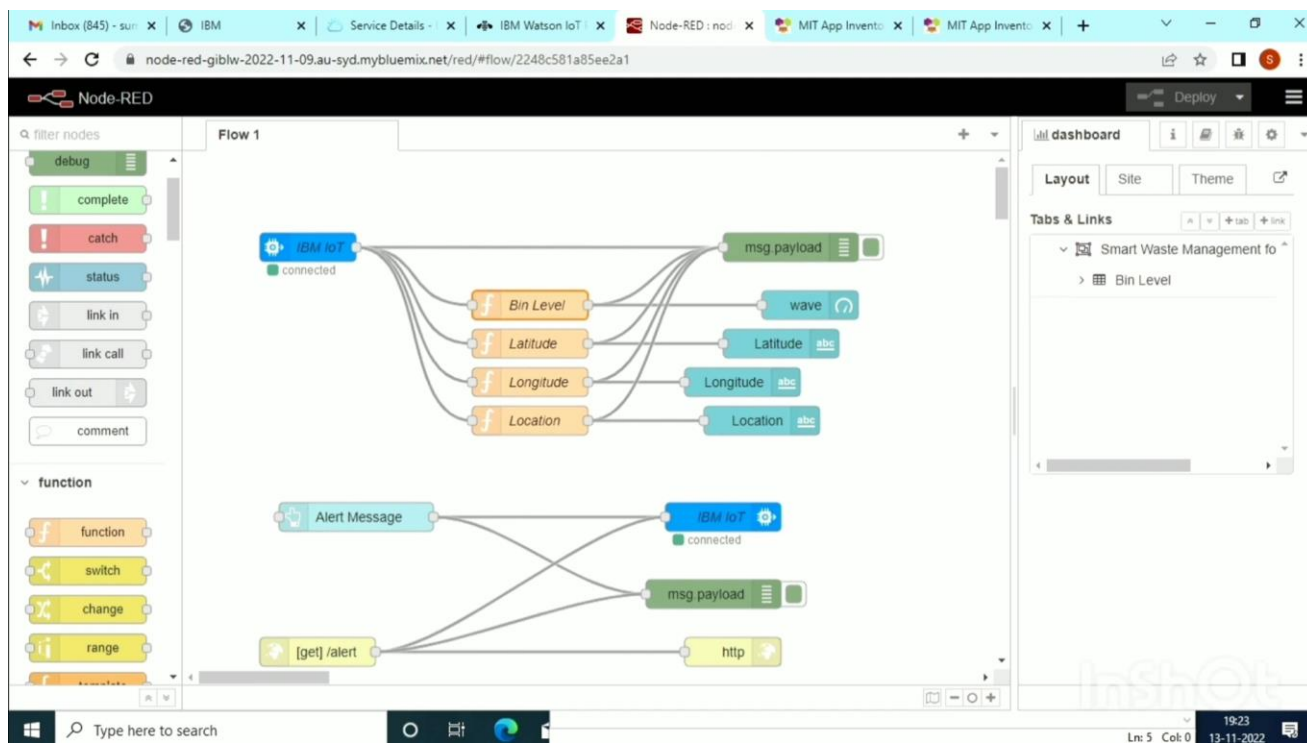 Inbox (845) - sun
IBM
Service Details - I
IBM Watson IoT
Node-RED : nod
MIT App Invento
MIT App Invento
node-red-giblw-2022-11-09.au-syd.mybluemix.net/red/#flow/2248c581a85ee2a1
S
Node-RED
Deploy
filter nodes
Flow 1
dashboard
debug
complete
catch
status
link in
link call
link out
comment
function
function
switch
change
range
template
IBM IoT
connected
msg.payload
Bin Level
wave
Latitude
Latitude abc
Longitude
Longitude abc
Location
Location abc
Alert Message
IBM IoT
connected
msg.payload
[get] /alert
http
Layout
Site
Theme
Tabs & Links
+ tab
+ link
Smart Waste Management fo
Bin Level
InShOt
Type here to search
Ln: 5 Col: 0
19:23
13-11-2022